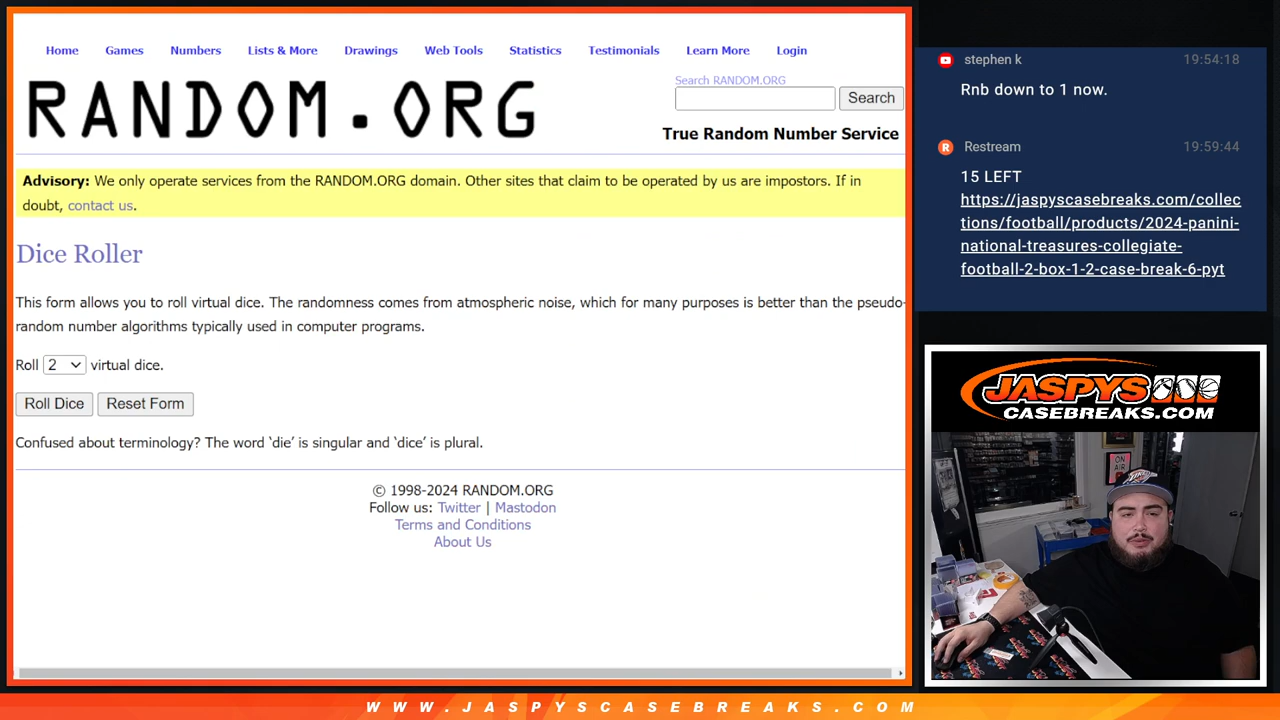 Home Games Numbers Lists & More Drawings Web Tools Statistics Testimonials Learn More Login
RANDOM.ORG
Search RANDOM.ORG
Search
True Random Number Service
Advisory: We only operate services from the RANDOM.ORG domain. Other sites that claim to be operated by us are impostors. If in
doubt, contact us.
Dice Roller
This form allows you to roll virtual dice. The randomness comes from atmospheric noise, which for many purposes is better than the pseudo-
random number algorithms typically used in computer programs.
Roll 2 virtual dice.
Roll Dice Reset Form
Confused about terminology? The word ‘die’ is singular and ‘dice’ is plural.
© 1998-2024 RANDOM.ORG
Follow us: Twitter | Mastodon
Terms and Conditions
About Us
stephen k 19:54:18
Rnb down to 1 now.
R Restream 19:59:44
15 LEFT
https://jaspyscasebreaks.com/collec
tions/football/products/2024-panini-
national-treasures-collegiate-
football-2-box-1-2-case-break-6-pyt
JASPYS
CASEBREAKS.COM
ON
AIR
WWW.JASPYSCASEBREAKS.COM